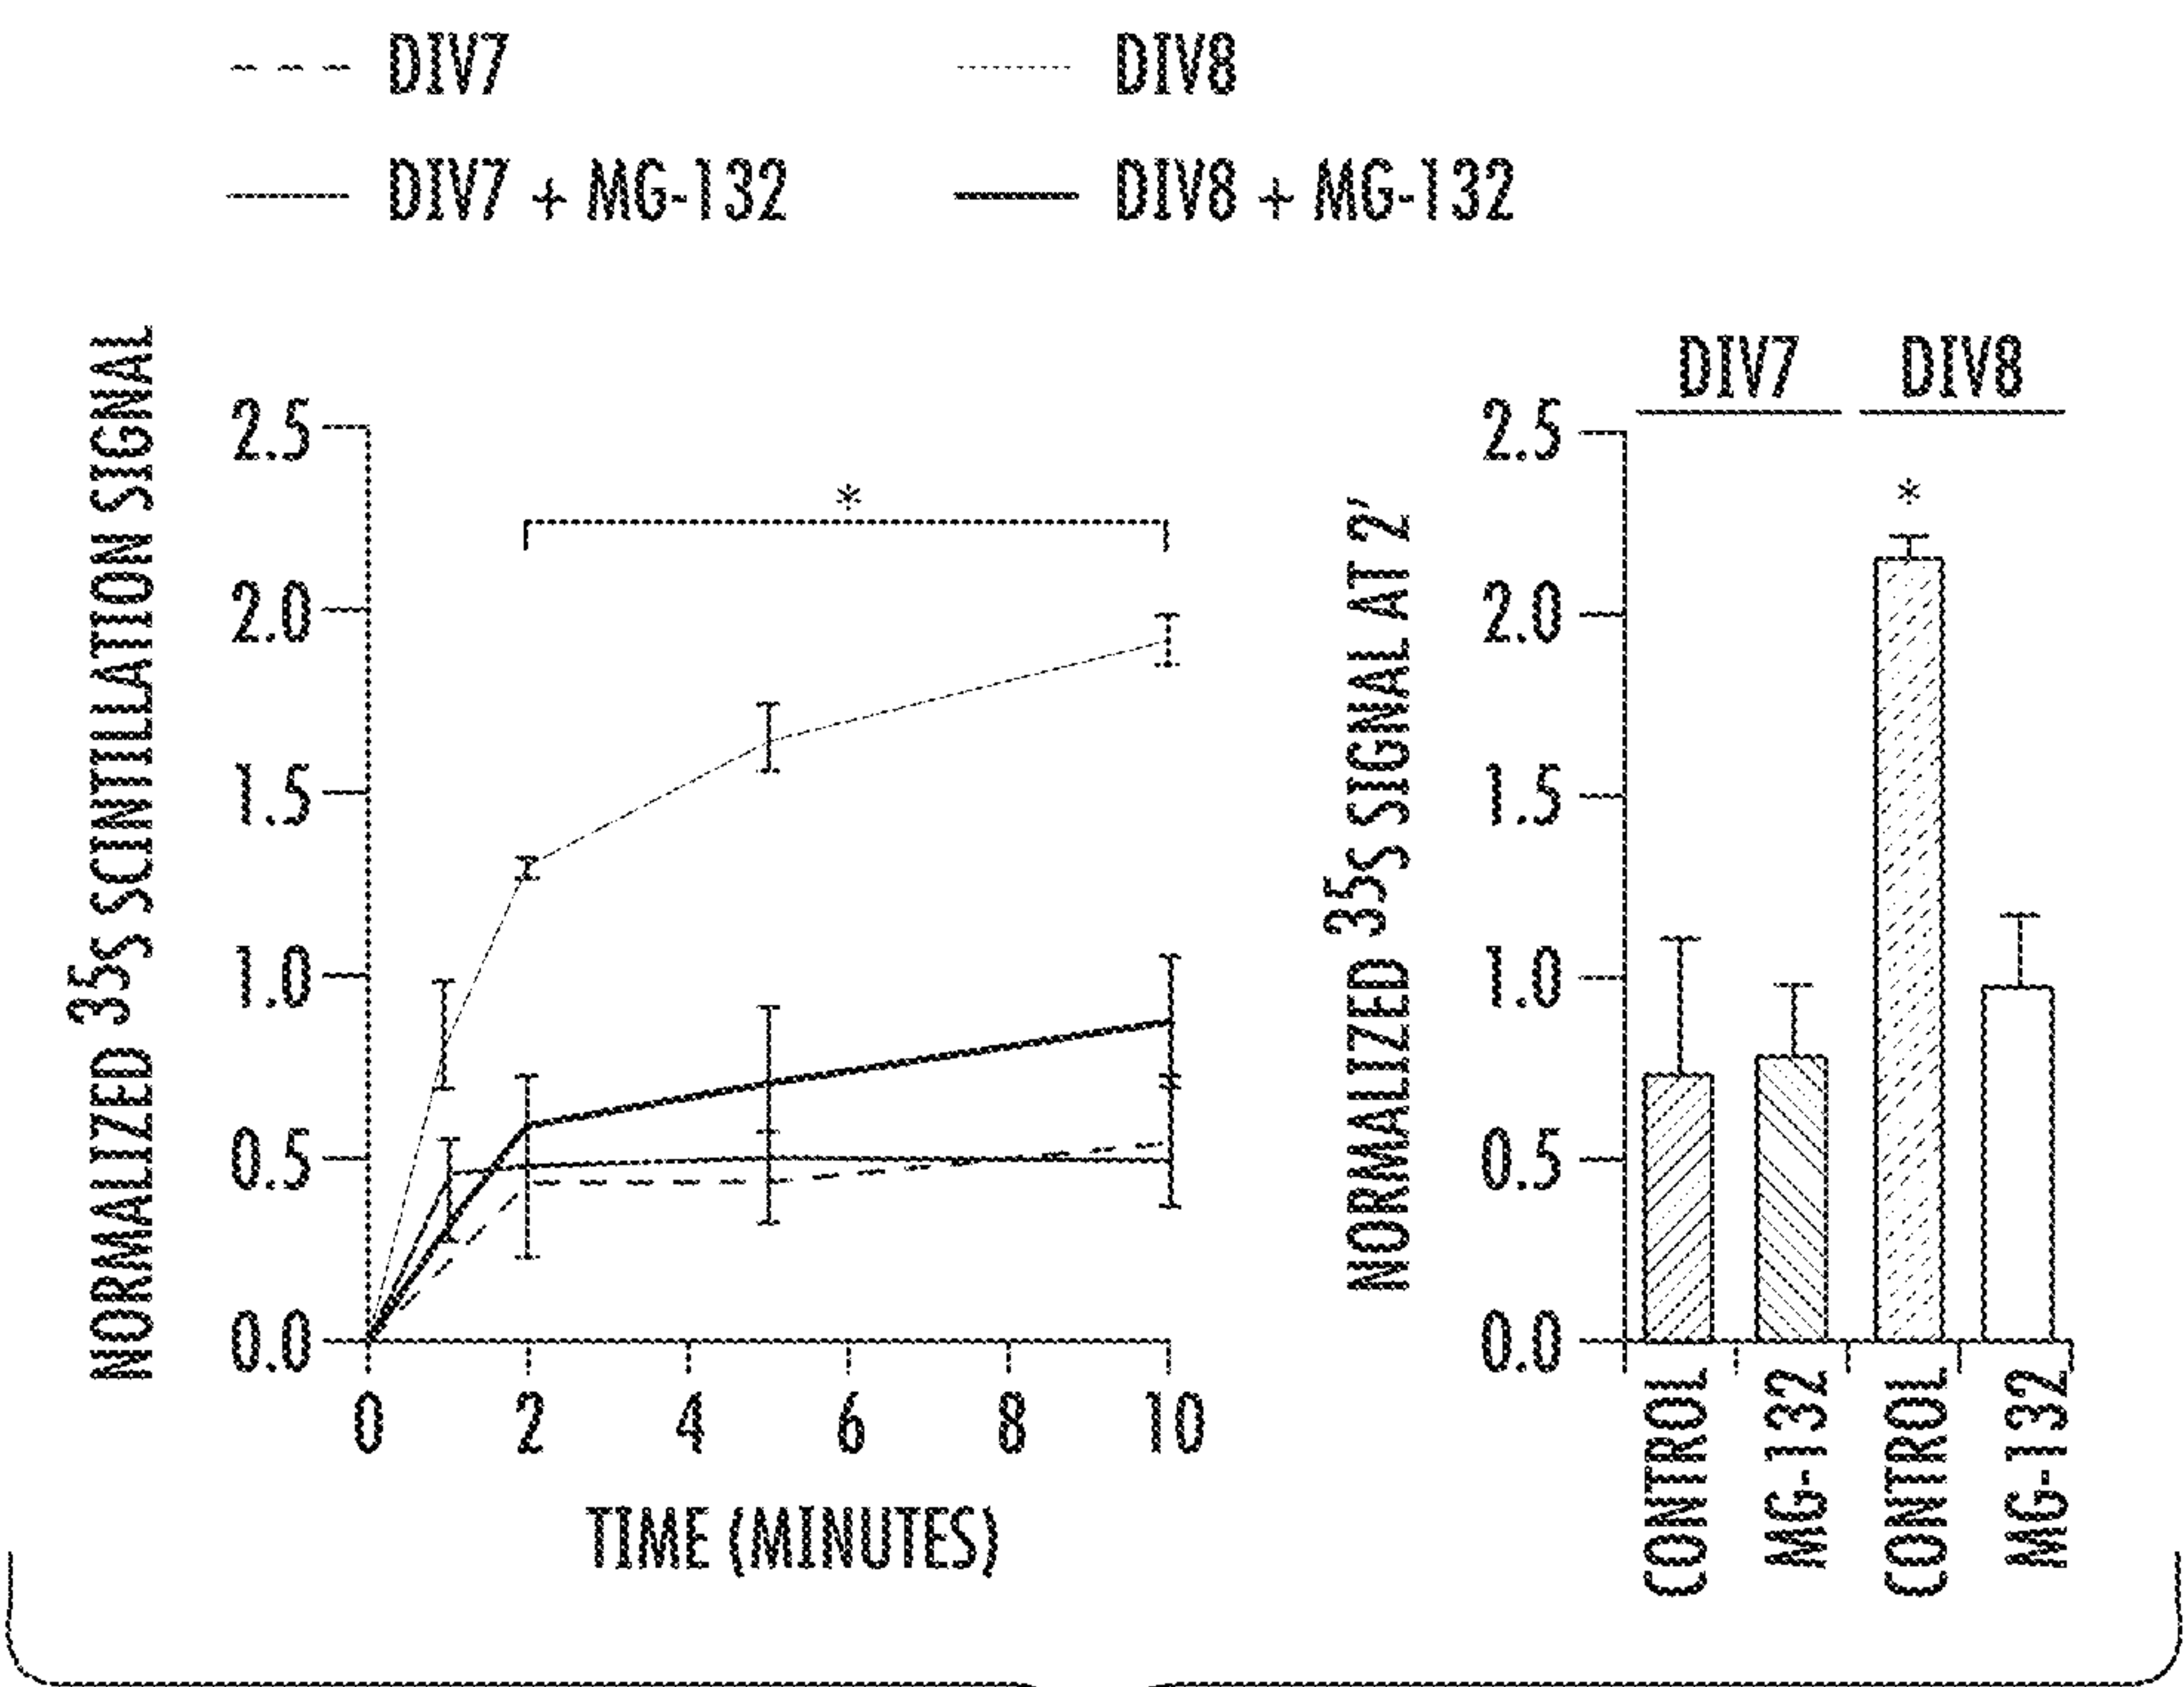 DIV7
DIV8
DIV7 + MG-132
DIV8 + MG-132
NORMALIZED 35S SCINTILLATION SIGNAL
2.5
2.0
1.5
1.0
0.5
0.0
*
0 2 4 6 8 10
TIME (MINUTES)
NORMALIZED 35S SIGNAL AT 2'
DIV7 DIV8
2.5
2.0
1.5
1.0
0.5
0.0
*
CONTROL
MG-132
CONTROL
MG-132